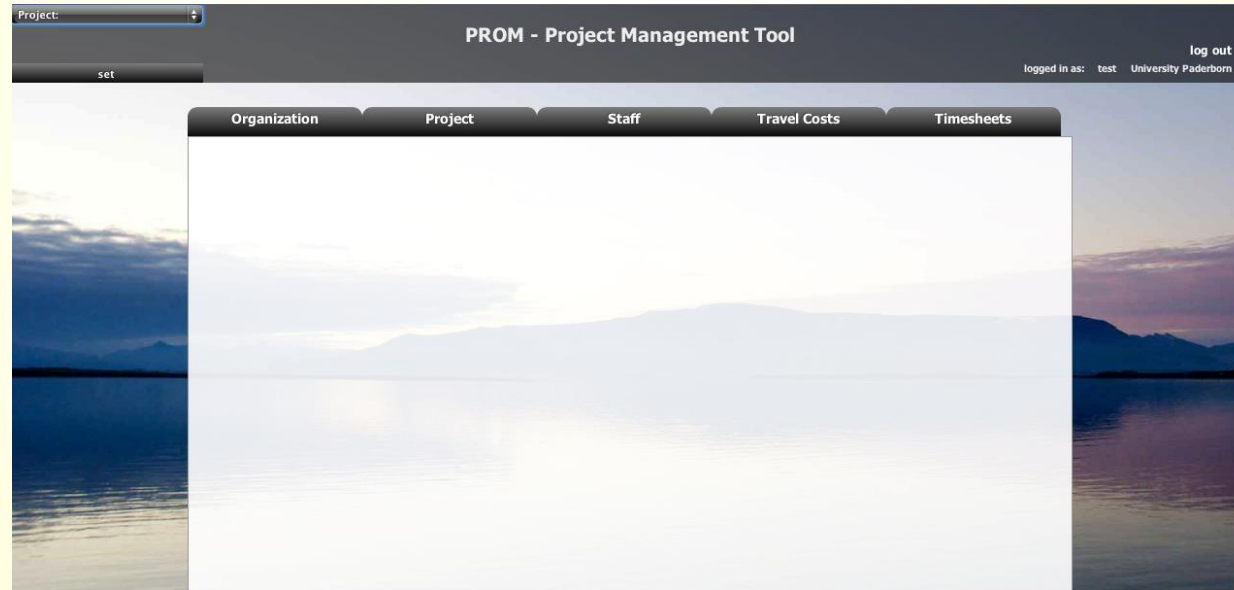 Project:
PROM - Project Management Tool
log out
set
logged in as: test University Paderborn
Organization Project Staff Travel Costs Timesheets